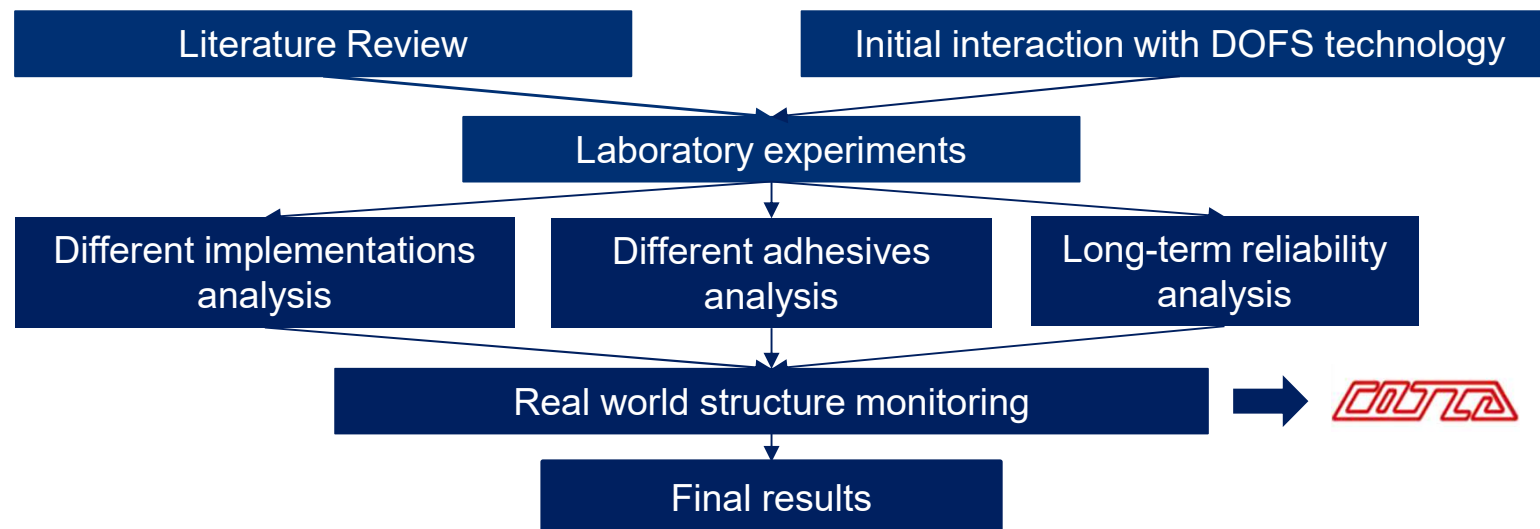 Literature Review
Initial interaction with DOFS technology
Laboratory experiments
Different implementations
analysis
Different adhesives
analysis
Long-term reliability
analysis
Real world structure monitoring
Final results